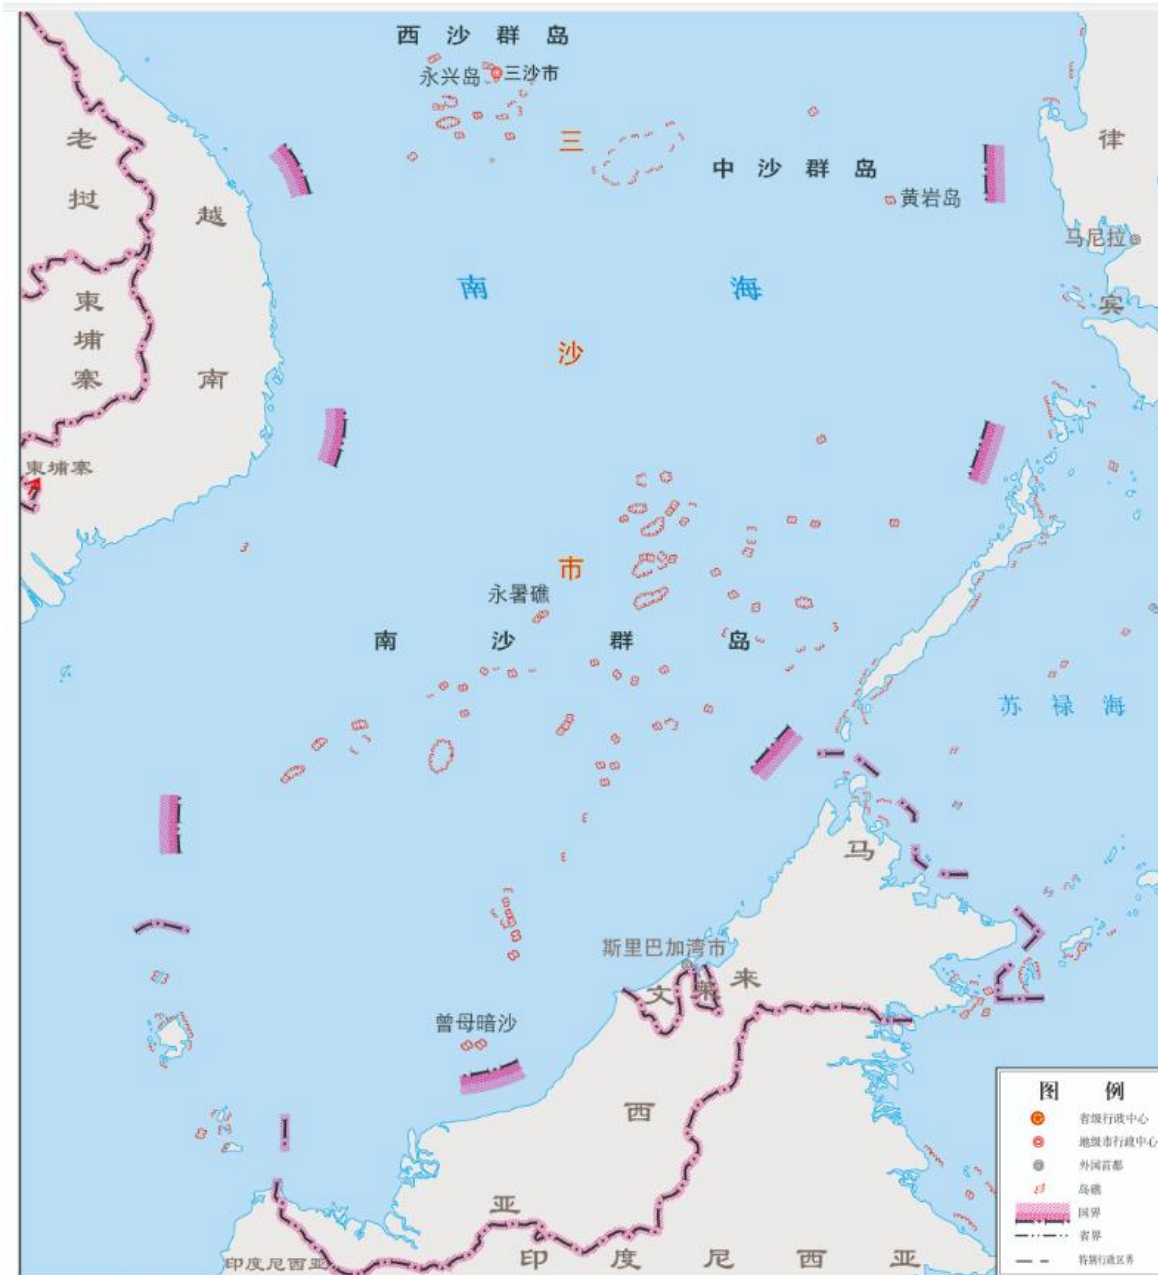 西沙群岛
永兴岛
三沙市
三
中沙群岛
黄岩岛
律
马尼拉
宾
老挝
越南
南海
柬埔寨
沙
柬埔寨
市
永暑礁
南沙群岛
苏禄海
马
斯里巴加湾市
文莱
来
曾母暗沙
西
亚
印度尼西亚
印度尼西亚
图例
省级行政中心
地级市行政中心
外国首都
岛礁
国界
省界
特别行政区界